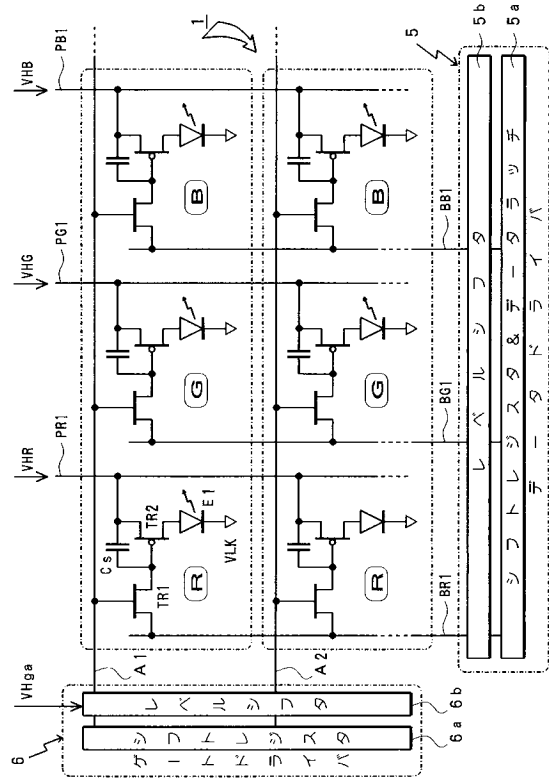 1
VHB
PB1
VHG
PG1
VHR
PR1
VHga
B
G
R
Cs
TR2
TR1
E1
VLK
A1
B
G
R
A2
BB1
BG1
BR1
5
5b
5a
レベルシフタ
シフトレジスタ&データラッチ
データドライバ
6
レベルシフタ
シフトレジスタ
ゲートドライバ
6b
6a